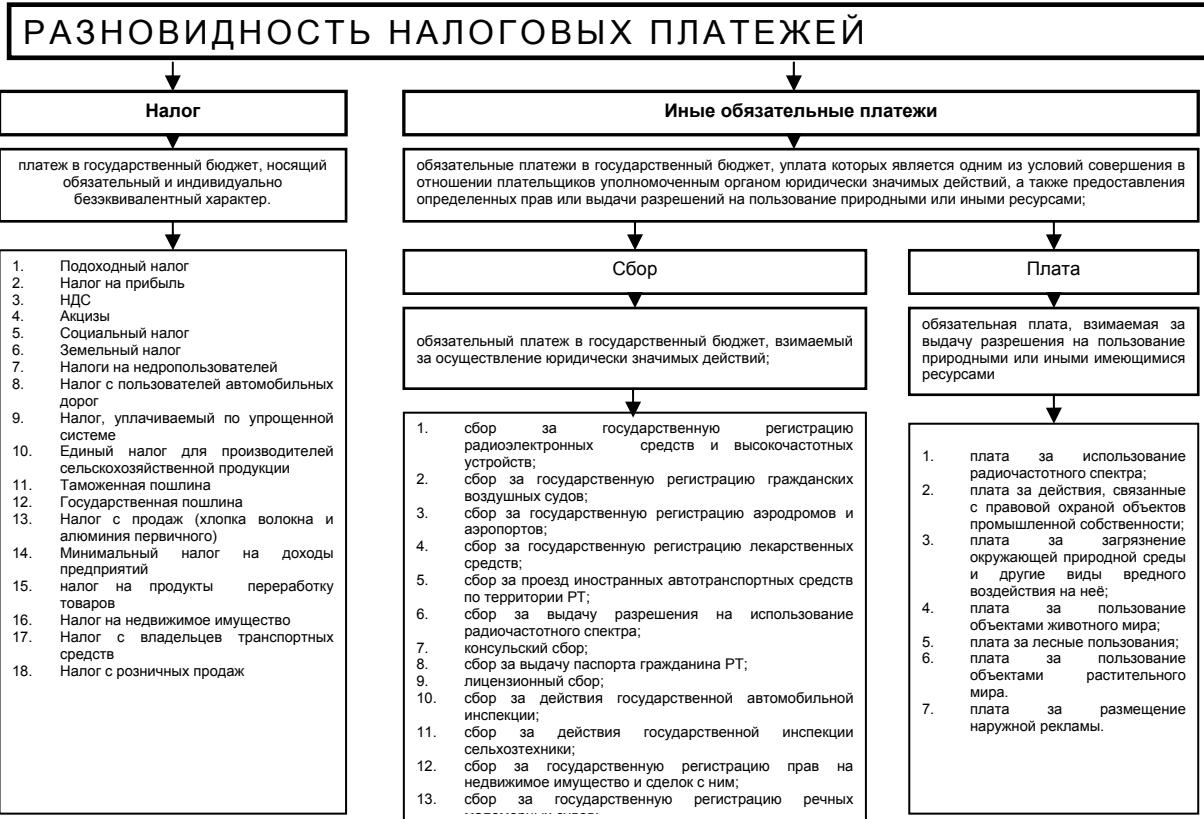 РАЗНОВИДНОСТЬ НАЛОГОВЫХ ПЛАТЕЖЕЙ
Налог
платеж в государственный бюджет, носящий
обязательный и индивидуально
безэквивалентный характер.
1. Подоходный налог
2. Налог на прибыль
3. НДС
4. Акцизы
5. Социальный налог
6. Земельный налог
7. Налоги на недропользователей
8. Налог с пользователей автомобильных
дорог
9. Налог, уплачиваемый по упрощенной
системе
10. Единый налог для производителей
сельскохозяйственной продукции
11. Таможенная пошлина
12. Государственная пошлина
13. Налог с продаж (хлопка волокна и
алюминия первичного)
14. Минимальный налог на доходы
предприятий
15. налог на продукты переработку
товаров
16. Налог на недвижимое имущество
17. Налог с владельцев транспортных
средств
18. Налог с розничных продаж
Иные обязательные платежи
обязательные платежи в государственный бюджет, уплата которых является одним из условий совершения в
отношении плательщиков уполномоченным органом юридически значимых действий, а также предоставления
определенных прав или выдачи разрешений на пользование природными или иными ресурсами;
Сбор
обязательный платеж в государственный бюджет, взимаемый
за осуществление юридически значимых действий;
1. сбор за государственную регистрацию
радиоэлектронных средств и высокочастотных
устройств;
2. сбор за государственную регистрацию гражданских
воздушных судов;
3. сбор за государственную регистрацию аэродромов и
аэропортов;
4. сбор за государственную регистрацию лекарственных
средств;
5. сбор за проезд иностранных автотранспортных средств
по территории РТ;
6. сбор за выдачу разрешения на использование
радиочастотного спектра;
7. консульский сбор;
8. сбор за выдачу паспорта гражданина РТ;
9. лицензионный сбор;
10. сбор за действия государственной автомобильной
инспекции;
11. сбор за действия государственной инспекции
сельхозтехники;
12. сбор за государственную регистрацию прав на
недвижимое имущество и сделок с ним;
13. сбор за государственную регистрацию речных
Плата
обязательная плата, взимаемая за
выдачу разрешения на пользование
природными или иными имеющимися
ресурсами
1. плата за использование
радиочастотного спектра;
2. плата за действия, связанные
с правовой охраной объектов
промышленной собственности;
3. плата за загрязнение
окружающей природной среды
и другие виды вредного
воздействия на неё;
4. плата за пользование
объектами животного мира;
5. плата за лесные пользования;
6. плата за пользование
объектами растительного
мира.
7. плата за размещение
наружной рекламы.